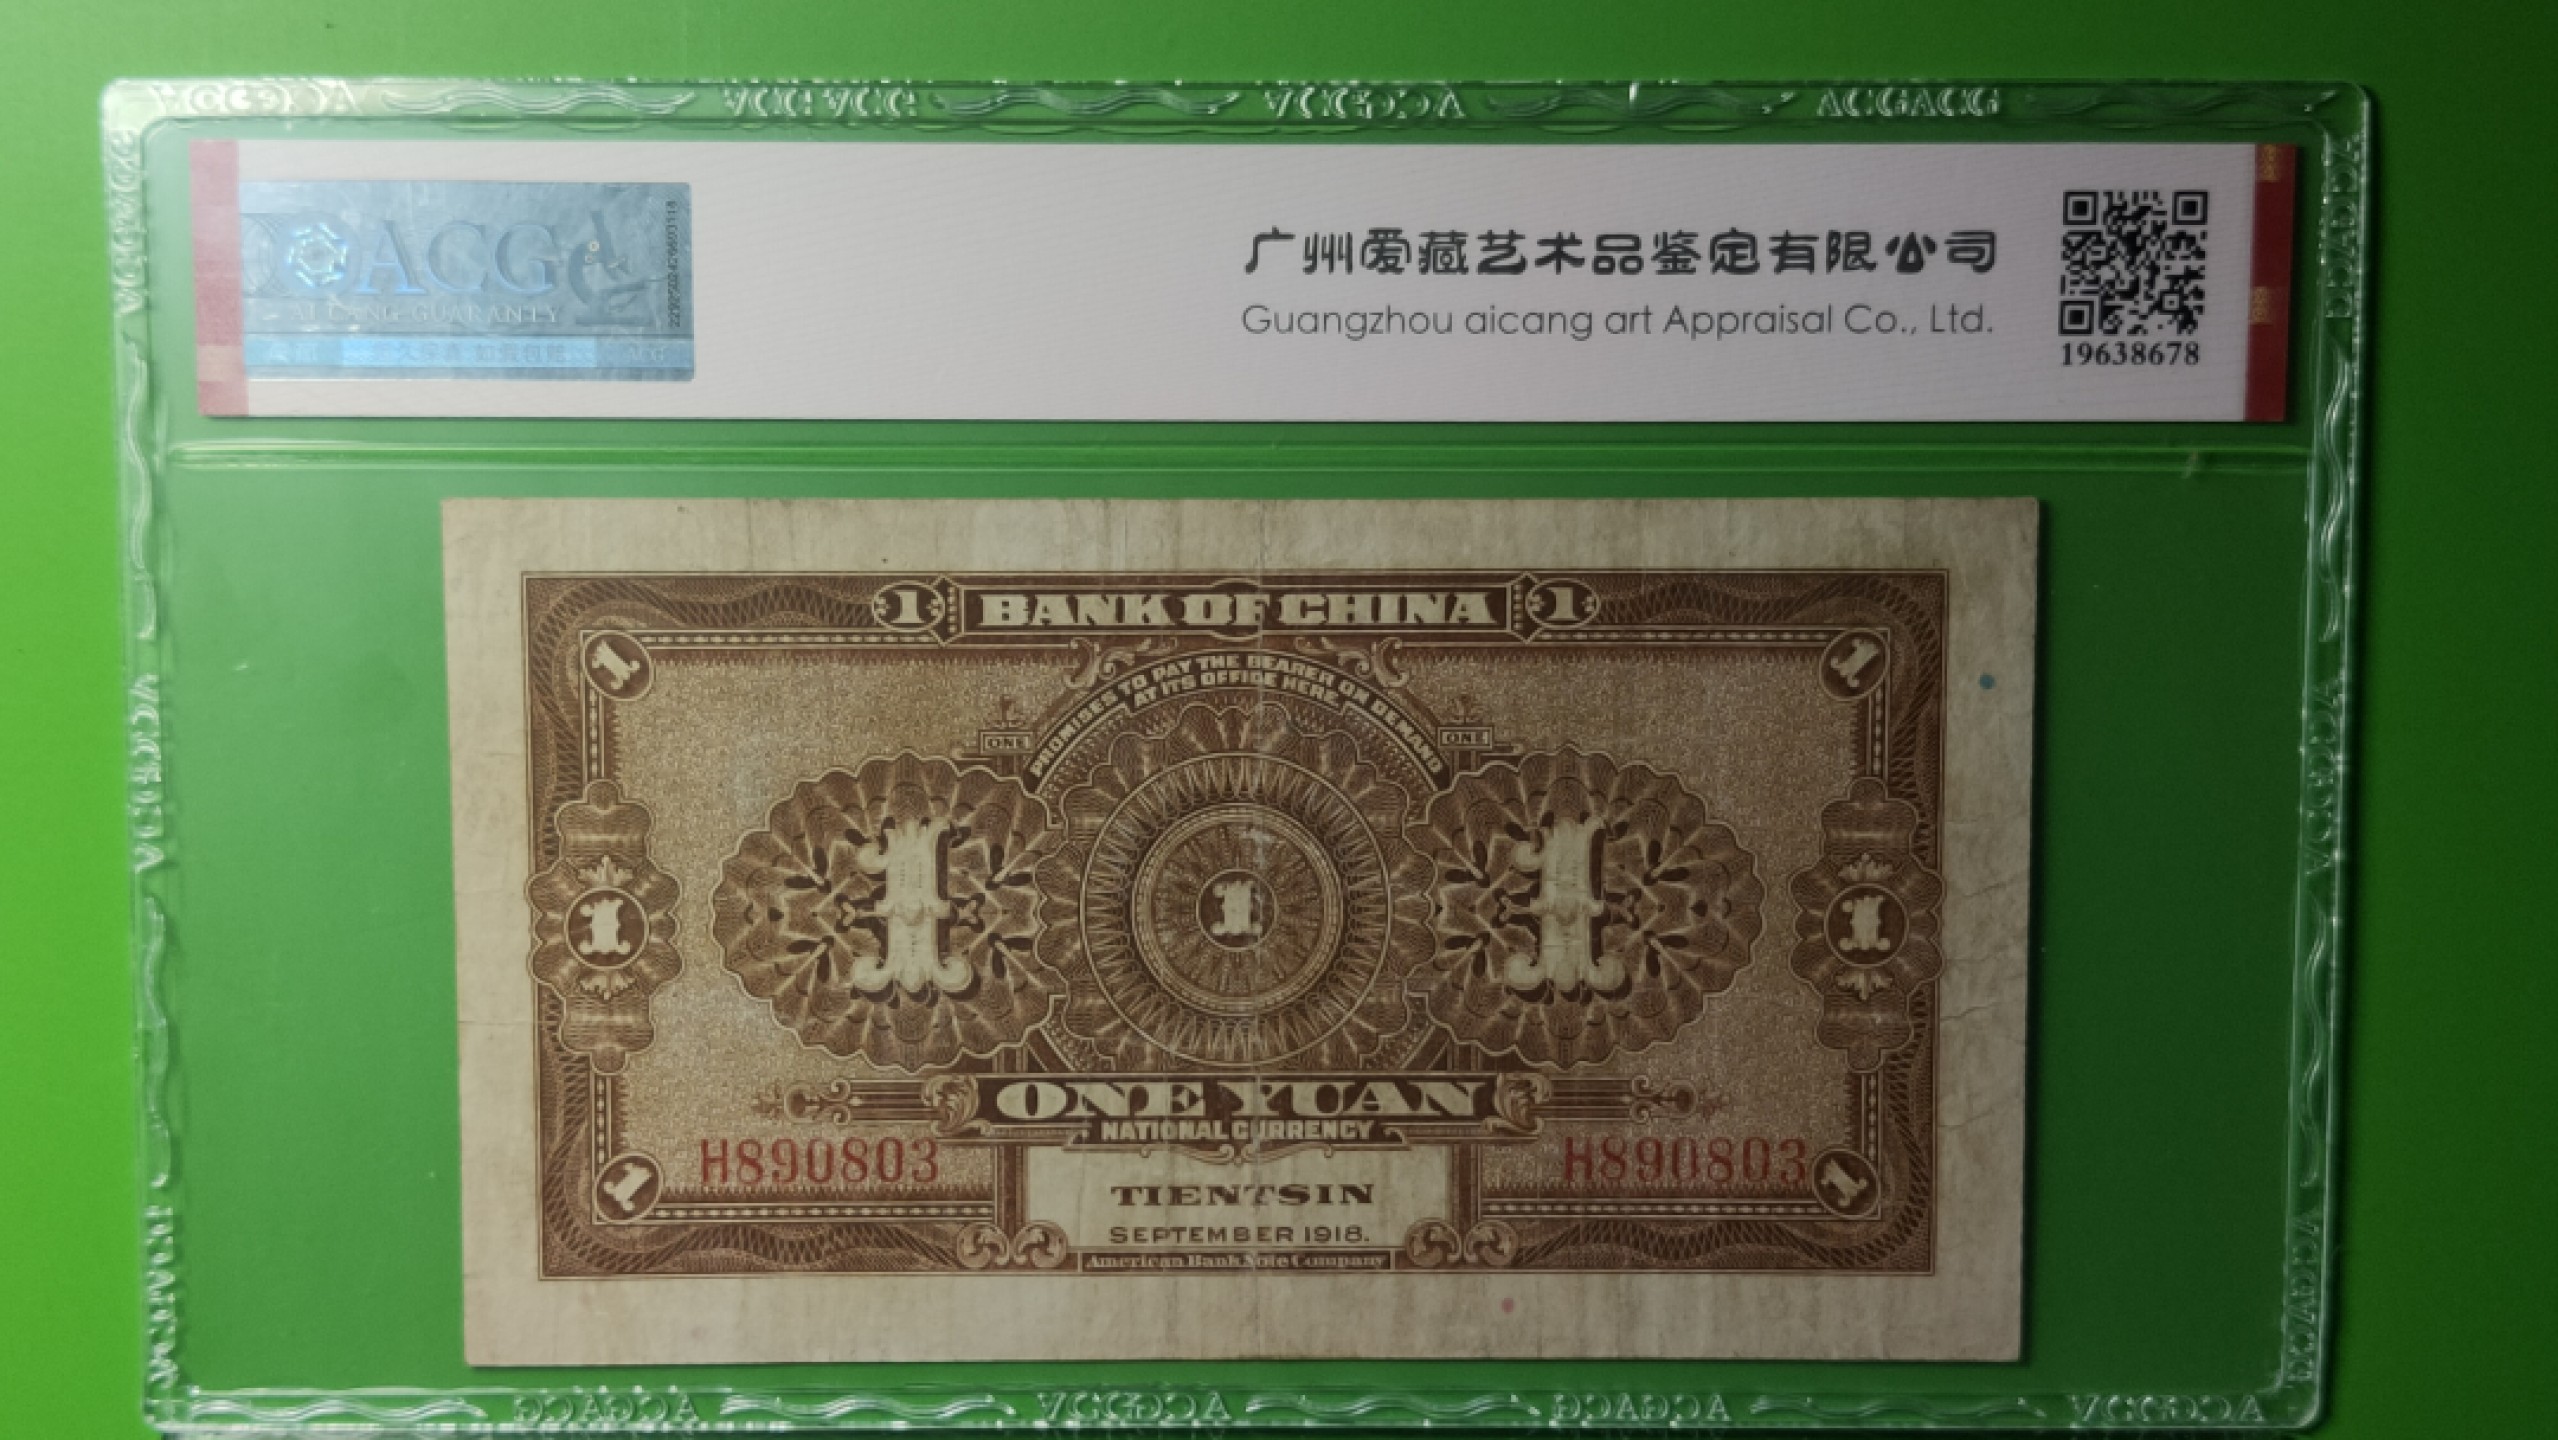 ACGACG
ACG
AI CANG GUARANTY
广州爱藏艺术品鉴定有限公司
Guangzhou aicang art Appraisal Co., Ltd.
19638678
1 BANK OF CHINA 1
1 1
PROMISES TO PAY THE BEARER ON DEMAND
AT ITS OFFICE HERE
ONE ONE
1 1 1 1 1
ONE YUAN
NATIONAL CURRENCY
H890803 H890803
1 1
TIENTSIN
SEPTEMBER 1918.
American Bank Note Company